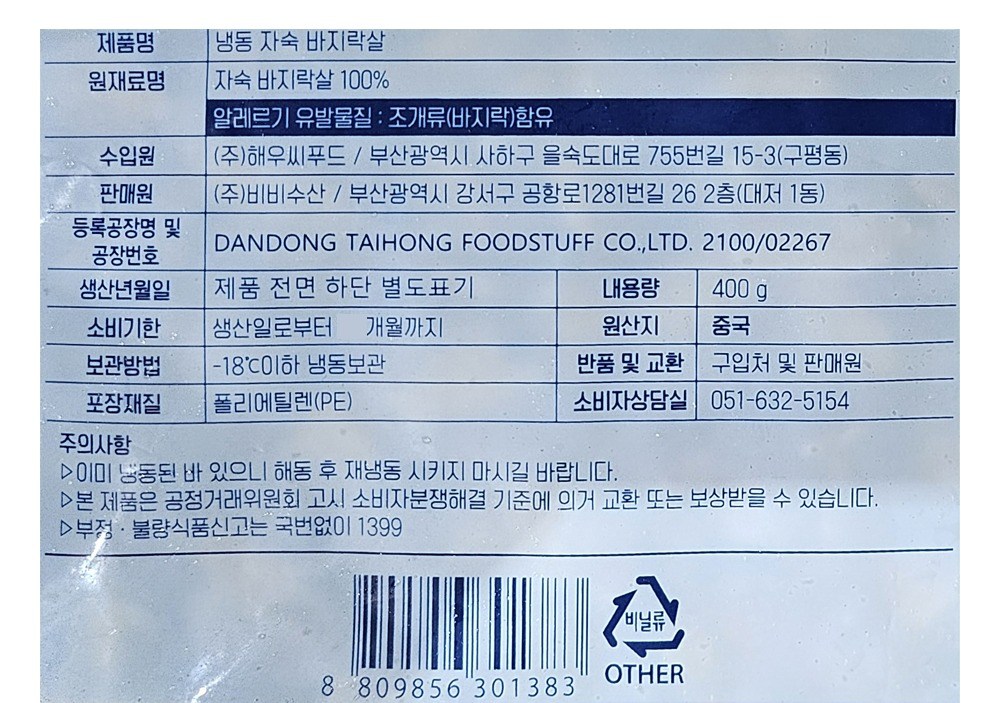 제품명 냉동 자숙 바지락살
원재료명 자숙 바지락살 100%
알레르기 유발물질 : 조개류(바지락)함유
수입원 (주)해우씨푸드 / 부산광역시 사하구 을숙도대로 755번길 15-3(구평동)
판매원 (주)비비수산 / 부산광역시 강서구 공항로1281번길 26 2층(대저 1동)
등록공장명 및
공장번호 DANDONG TAIHONG FOODSTUFF CO.,LTD. 2100/02267
생산년월일 제품 전면 하단 별도표기 내용량 400 g
소비기한 생산일로부터 개월까지 원산지 중국
보관방법 -18℃이하 냉동보관 반품 및 교환 구입처 및 판매원
포장재질 폴리에틸렌(PE) 소비자상담실 051-632-5154
주의사항
▷이미 냉동된 바 있으니 해동 후 재냉동 시키지 마시길 바랍니다.
▷본 제품은 공정거래위원회 고시 소비자분쟁해결 기준에 의거 교환 또는 보상받을 수 있습니다.
▷부정 · 불량식품신고는 국번없이 1399
비닐류
OTHER
8 809856 301383